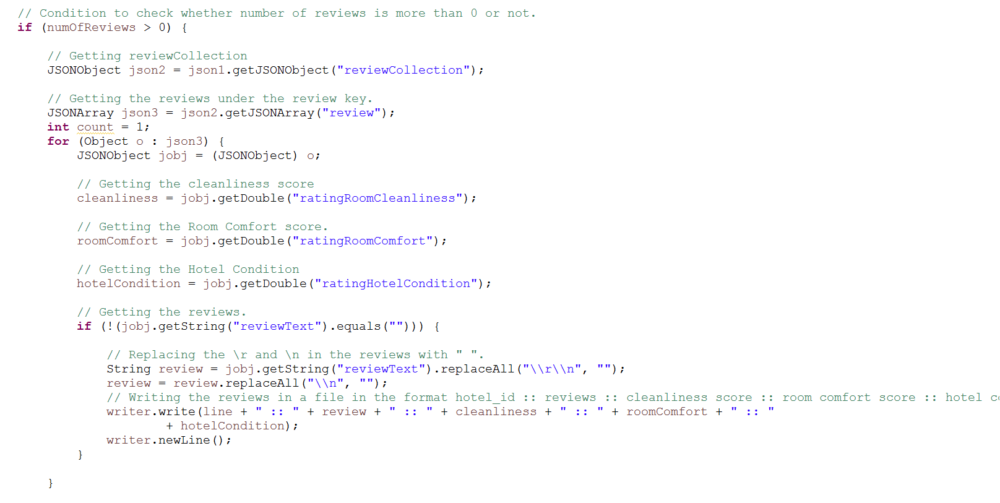 // Condition to check whether number of reviews is more than 0 or not.
if (numOfReviews > 0) {
// Getting reviewCollection
JSONObject json2 = json1.getJSONObject("reviewCollection");
// Getting the reviews under the review key.
JSONArray json3 = json2.getJSONArray("review");
int count = 1;
for (Object o : json3) {
JSONObject jobj = (JSONObject) o;
// Getting the cleanliness score
cleanliness = jobj.getDouble("ratingRoomCleanliness");
// Getting the Room Comfort score.
roomComfort = jobj.getDouble("ratingRoomComfort");
// Getting the Hotel Condition
hotelCondition = jobj.getDouble("ratingHotelCondition");
// Getting the reviews.
if (!(jobj.getString("reviewText").equals(""))) {
// Replacing the \r and \n in the reviews with " ".
String review = jobj.getString("reviewText").replaceAll("\\r\\n", "");
review = review.replaceAll("\\n", "");
// Writing the reviews in a file in the format hotel_id :: reviews :: cleanliness score :: room comfort score :: hotel
writer.write(line + " :: " + review + " :: " + cleanliness + " :: " + roomComfort + " :: "
+ hotelCondition);
writer.newLine();
}
}